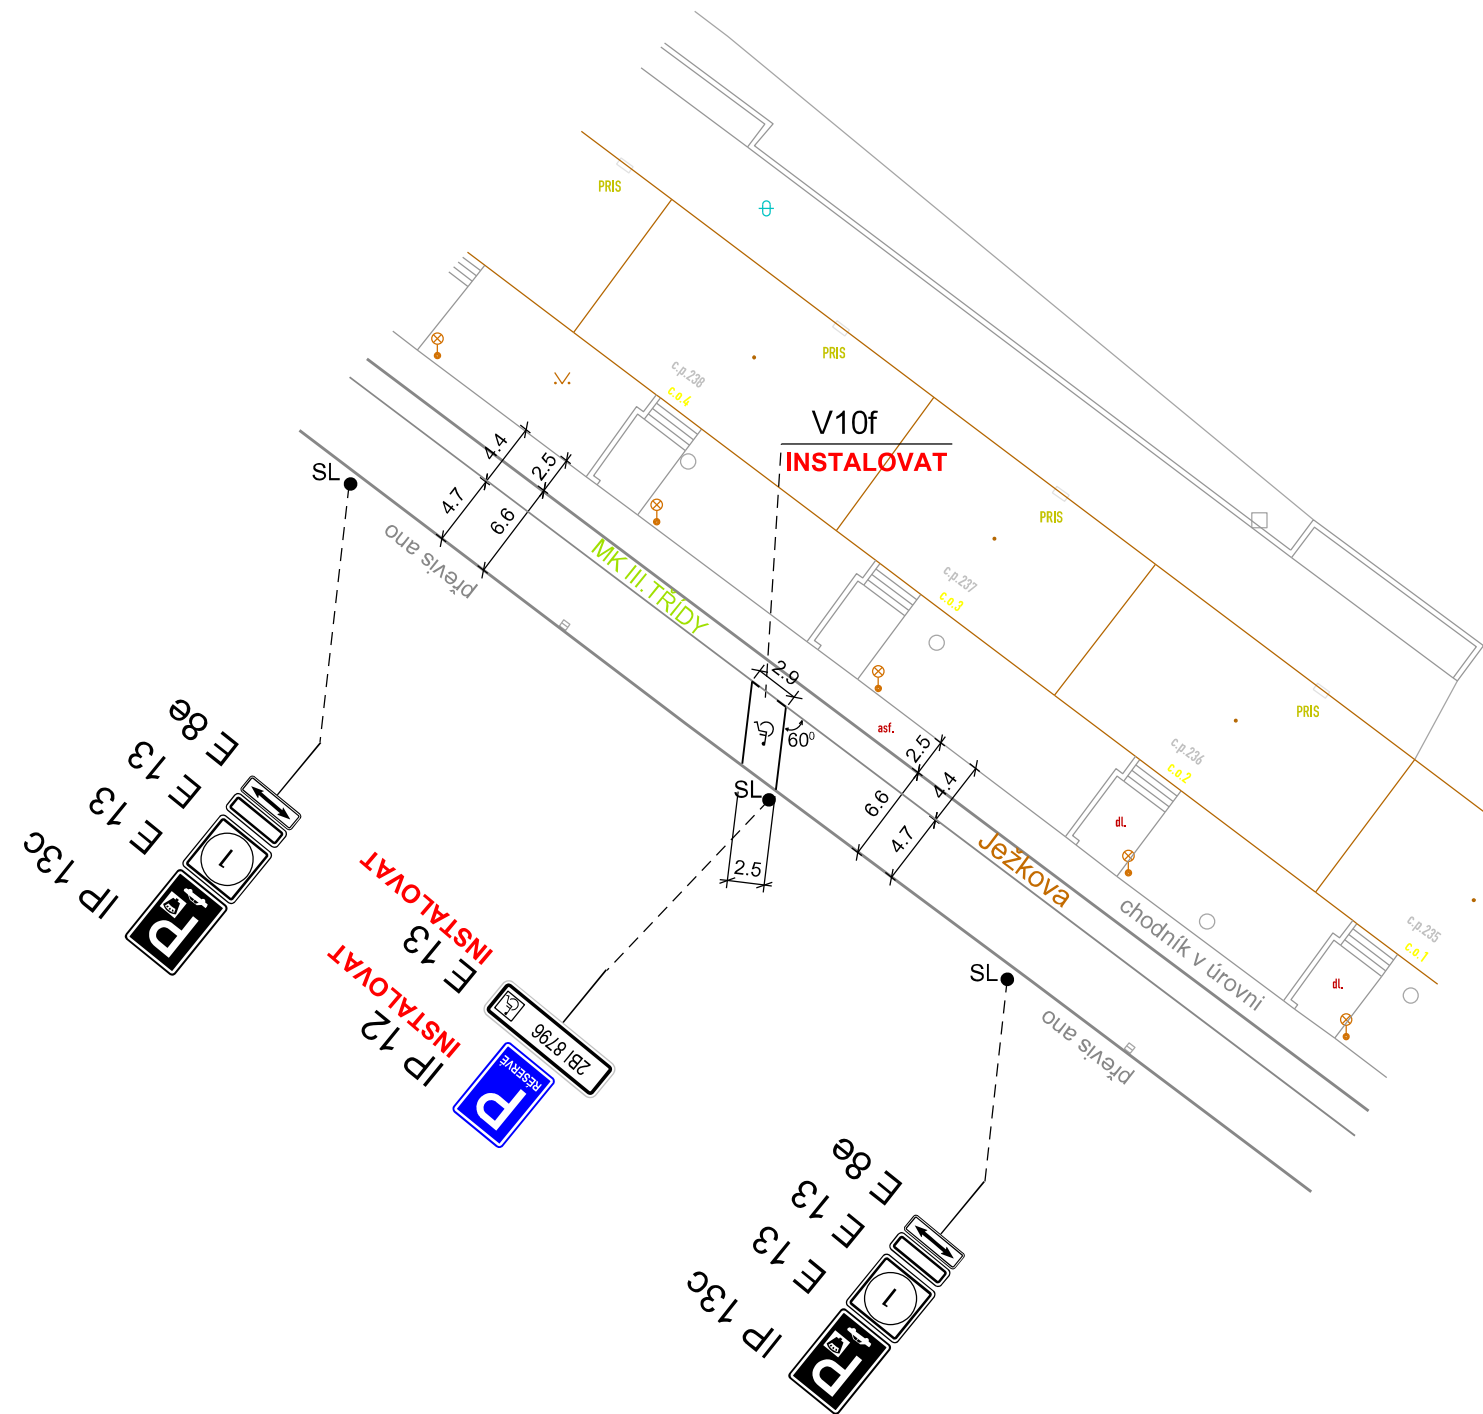 PRIS
PRIS
PRIS
PRIS
c.p.238
c.o.4
c.p.237
c.o.3
c.p.236
c.o.2
c.p.235
c.o.1
V10f
INSTALOVAT
SL
4.4
2.5
4.7
6.6
převis ano
MK III.TŘÍDY
2.9
60⁰
asf.
SL
2.5
2.5
4.4
6.6
4.7
Ježkova
dl.
chodník v úrovni
dl.
SL
převis ano
E 8e
E 13
E 13
IP 13c
1
P
INSTALOVAT
E 13
INSTALOVAT
IP 12
2BI 8796
RÉSERVÉ
P
E 8e
E 13
E 13
IP 13c
1
P